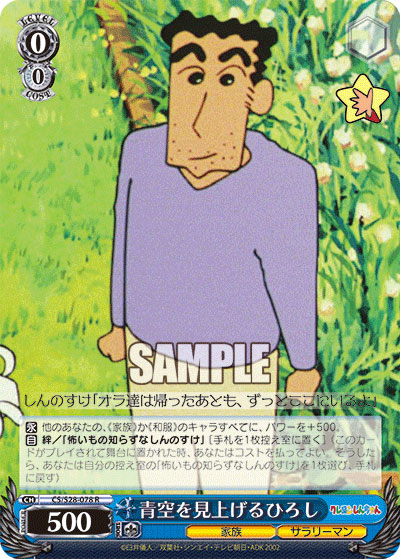 LEVEL
0
0
COST
SAMPLE
しんのすけ「オラ達は帰ったあとも、ずっとここにいるよ」
永 他のあなたの、《家族》か《和服》のキャラすべてに、パワーを+500。
自 絆/「怖いもの知らずなしんのすけ」 [手札を1枚控え室に置く] (このカー
ドがプレイされて舞台に置かれた時、あなたはコストを払ってよい。そう
したら、あなたは自分の控え室の「怖いもの知らずなしんのすけ」を1枚選び、手札
に戻す)
CS/S28-078 R
500
青空を見上げるひろし
クレヨンしんちゃん
家族
サラリーマン
©臼井儀人/双葉社・シンエイ・テレビ朝日・ADK 2002